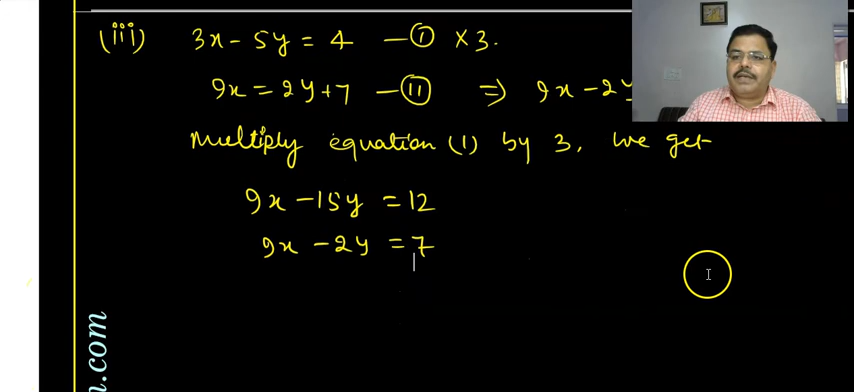 (iii) 3x - 5y = 4 — (I) × 3.
9x = 2y + 7 — (II) ⇒ 9x - 2y
Multiply equation (1) by 3, we get
9x - 15y = 12
9x - 2y = 7
.com